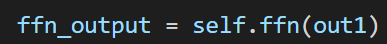 ffn_output = self.ffn(out1)